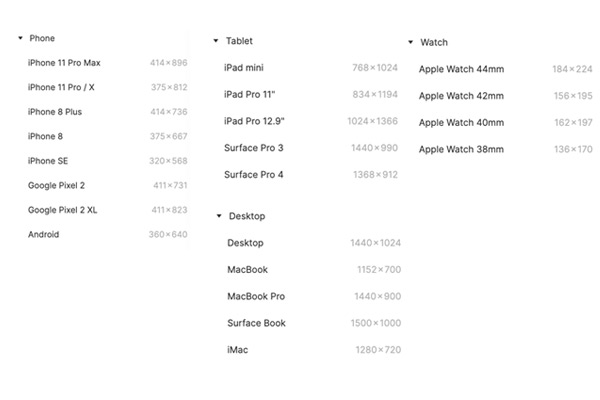 Phone
iPhone 11 Pro Max 414×896
iPhone 11 Pro / X 375×812
iPhone 8 Plus 414×736
iPhone 8 375×667
iPhone SE 320×568
Google Pixel 2 411×731
Google Pixel 2 XL 411×823
Android 360×640
Tablet
iPad mini 768×1024
iPad Pro 11" 834×1194
iPad Pro 12.9" 1024×1366
Surface Pro 3 1440×990
Surface Pro 4 1368×912
Desktop
Desktop 1440×1024
MacBook 1152×700
MacBook Pro 1440×900
Surface Book 1500×1000
iMac 1280×720
Watch
Apple Watch 44mm 184×224
Apple Watch 42mm 156×195
Apple Watch 40mm 162×197
Apple Watch 38mm 136×170